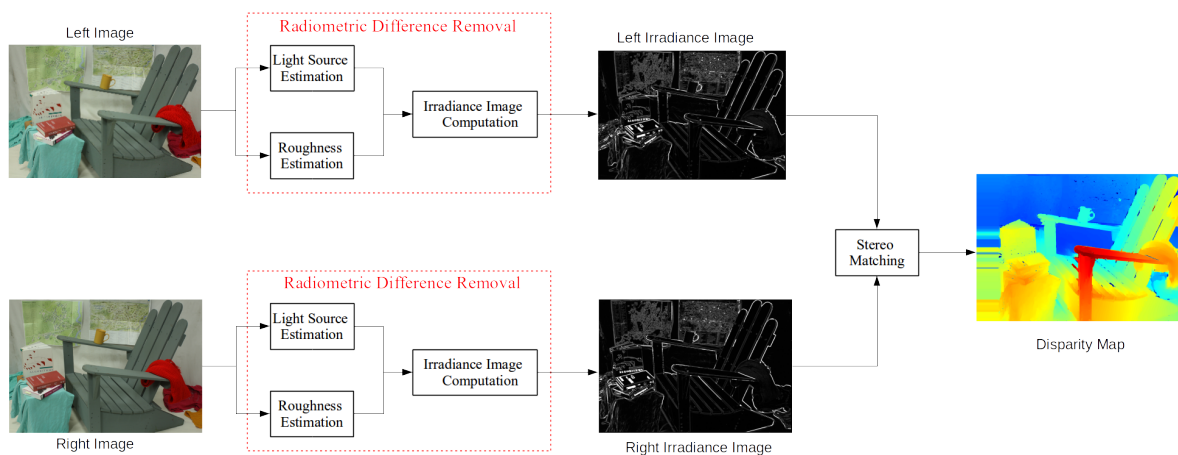 Left Image
Radiometric Difference Removal
Light Source
Estimation
Roughness
Estimation
Irradiance Image
Computation
Left Irradiance Image
Right Image
Radiometric Difference Removal
Light Source
Estimation
Roughness
Estimation
Irradiance Image
Computation
Right Irradiance Image
Stereo
Matching
Disparity Map